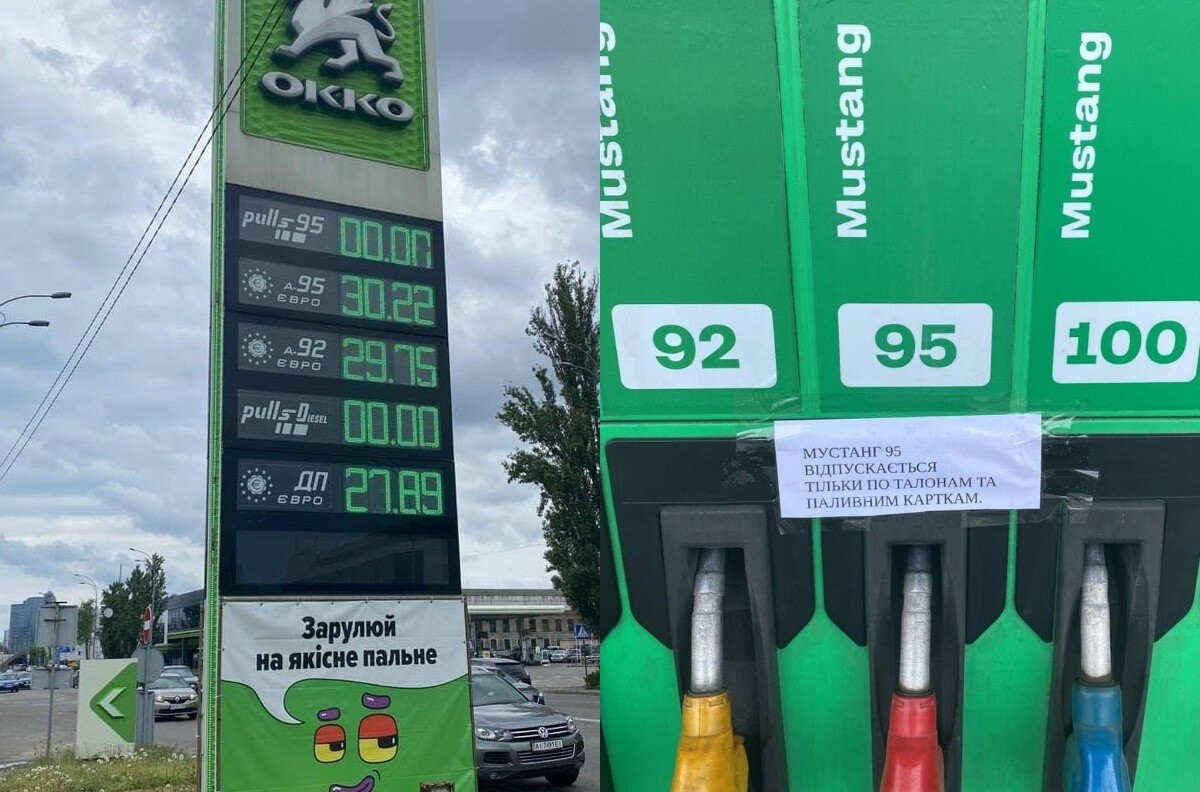 OKKO
pulls-95 00.00
А-95 ЄВРО 30.22
А-92 ЄВРО 29.75
pulls-DIESEL 00.00
ДП ЄВРО 27.89
Зарулюй
на якісне пальне
Mustang
Mustang
Mustang
92
95
100
МУСТАНГ 95
ВІДПУСКАЄТЬСЯ
ТІЛЬКИ ПО ТАЛОНАМ ТА
ПАЛИВНИМ КАРТКАМ.